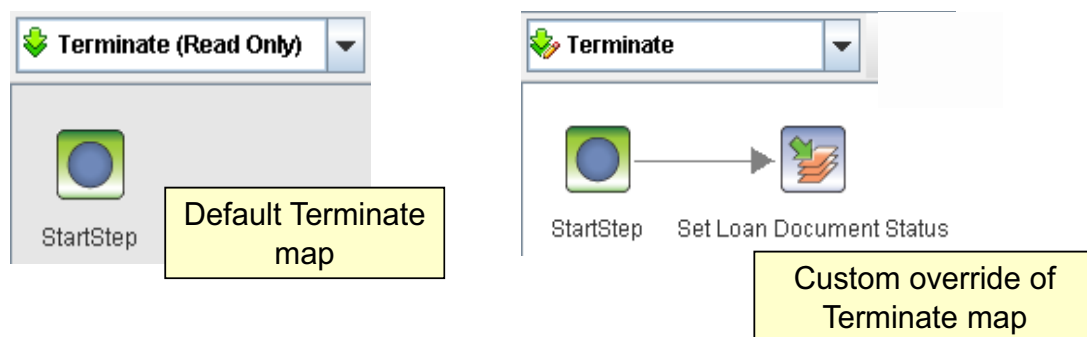 Terminate (Read Only)
StartStep
Default Terminate
map
Terminate
StartStep
Set Loan Document Status
Custom override of
Terminate map